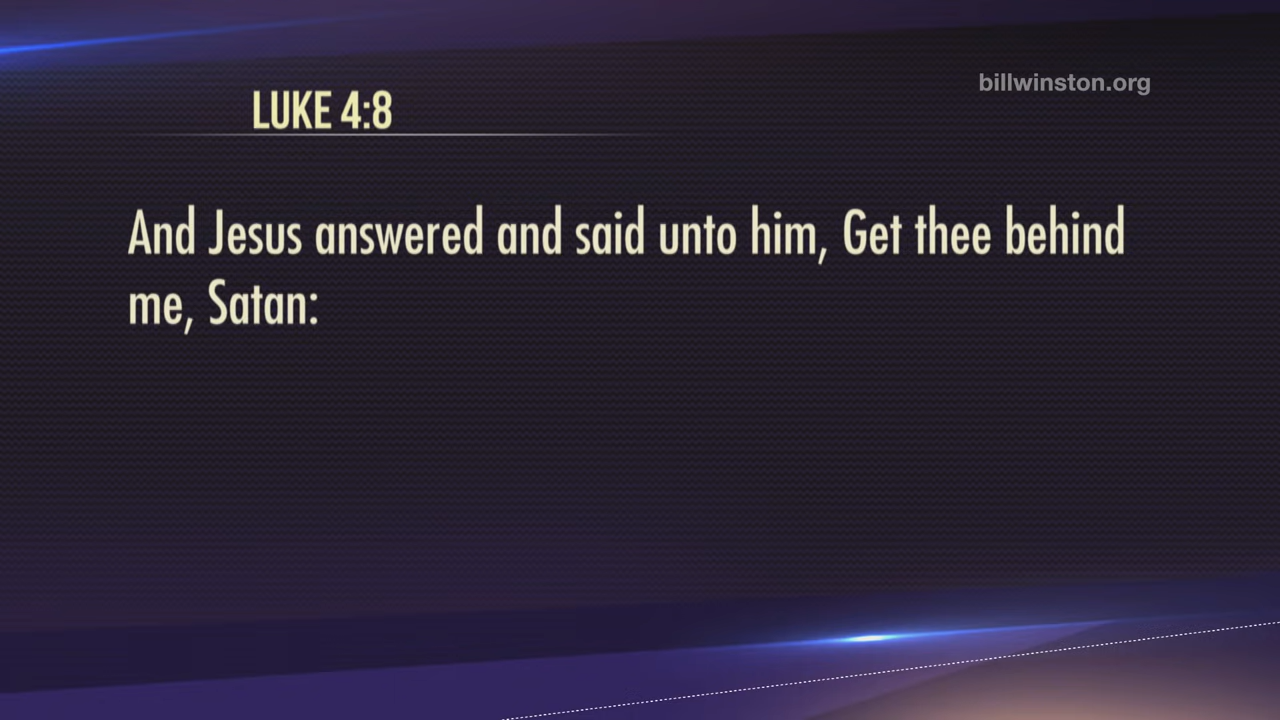 billwinston.org
LUKE 4:8
And Jesus answered and said unto him, Get thee behind
me, Satan: